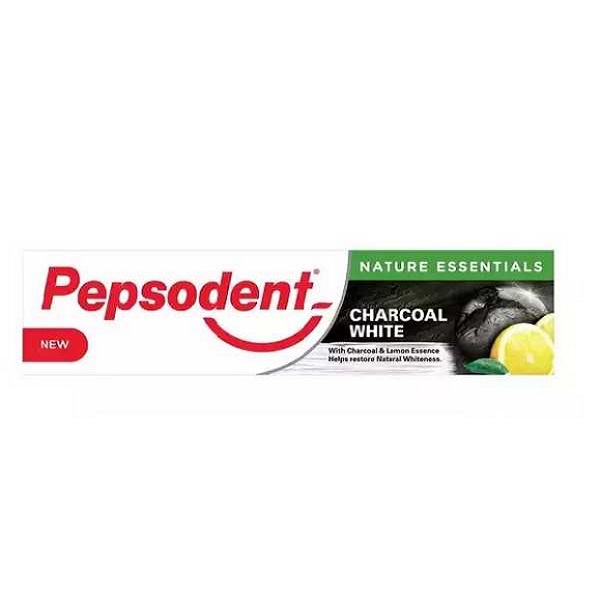 Pepsodent®
NEW
NATURE ESSENTIALS
CHARCOAL
WHITE
With Charcoal & Lemon Essence
Helps restore Natural Whiteness.